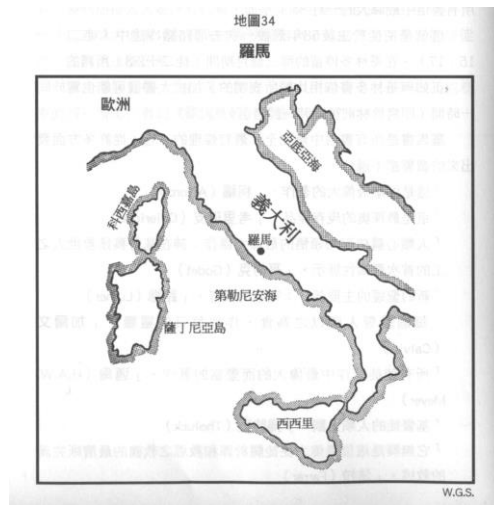 地圖34
羅馬
歐洲
亞底亞海
科西嘉島
義大利
羅馬
第勒尼安海
薩丁尼亞島
西西里
W.G.S.